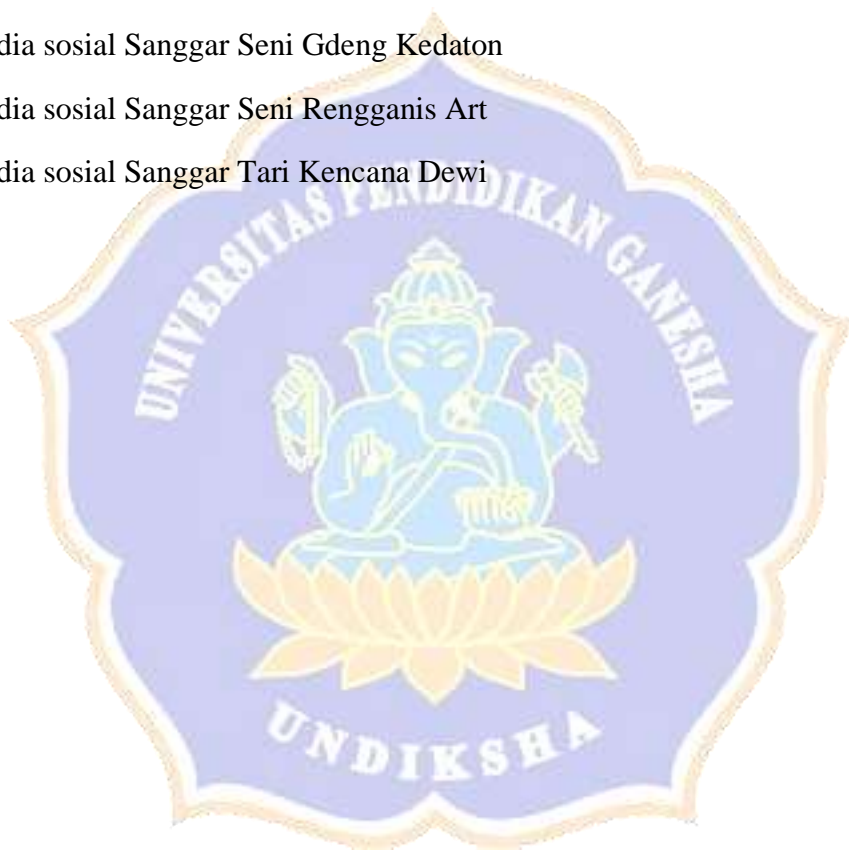 dia sosial Sanggar Seni Gdeng Kedaton
dia sosial Sanggar Seni Rengganis Art
dia sosial Sanggar Tari Kencana Dewi
UNIVERSITAS PENDIDIKAN GANESHA
UNDIKSHA